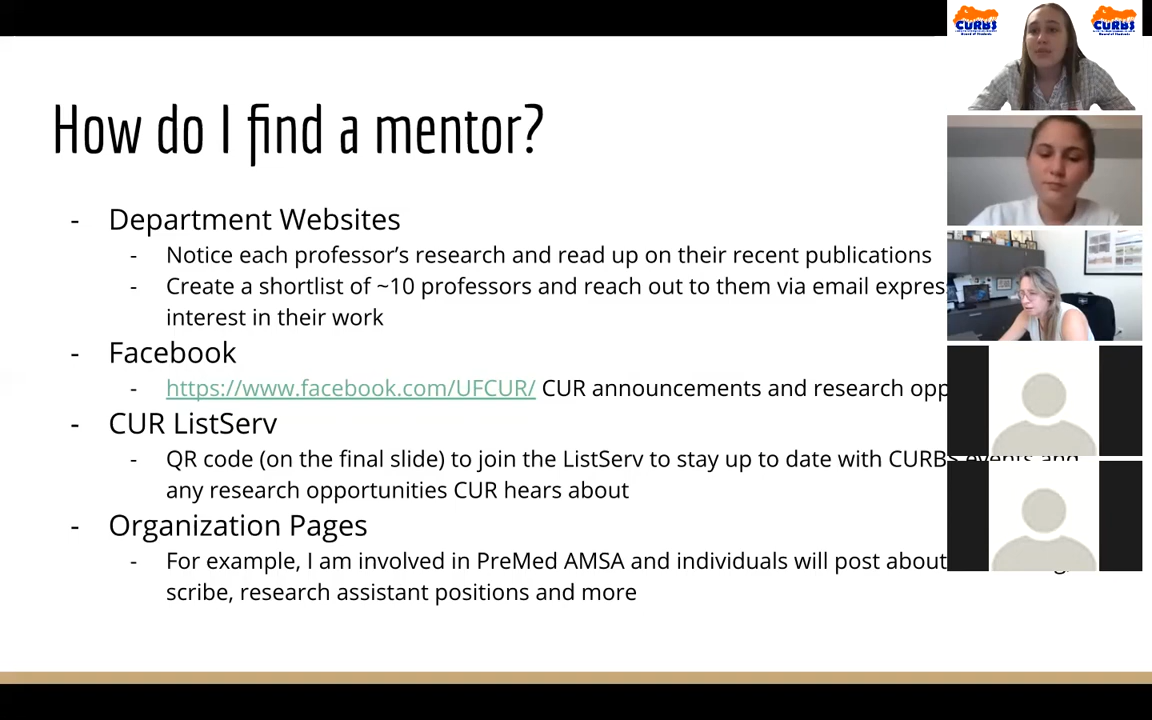 CURBS
CURBS
How do I find a mentor?
- Department Websites
- Notice each professor's research and read up on their recent publications
- Create a shortlist of ~10 professors and reach out to them via email
interest in their work
- Facebook
- https://www.facebook.com/UFCUR/ CUR announcements and research
- CUR ListServ
- QR code (on the final slide) to join the ListServ to stay up to date with CURBs events and
any research opportunities CUR hears about
- Organization Pages
- For example, I am involved in PreMed AMSA and individuals will post about
scribe, research assistant positions and more